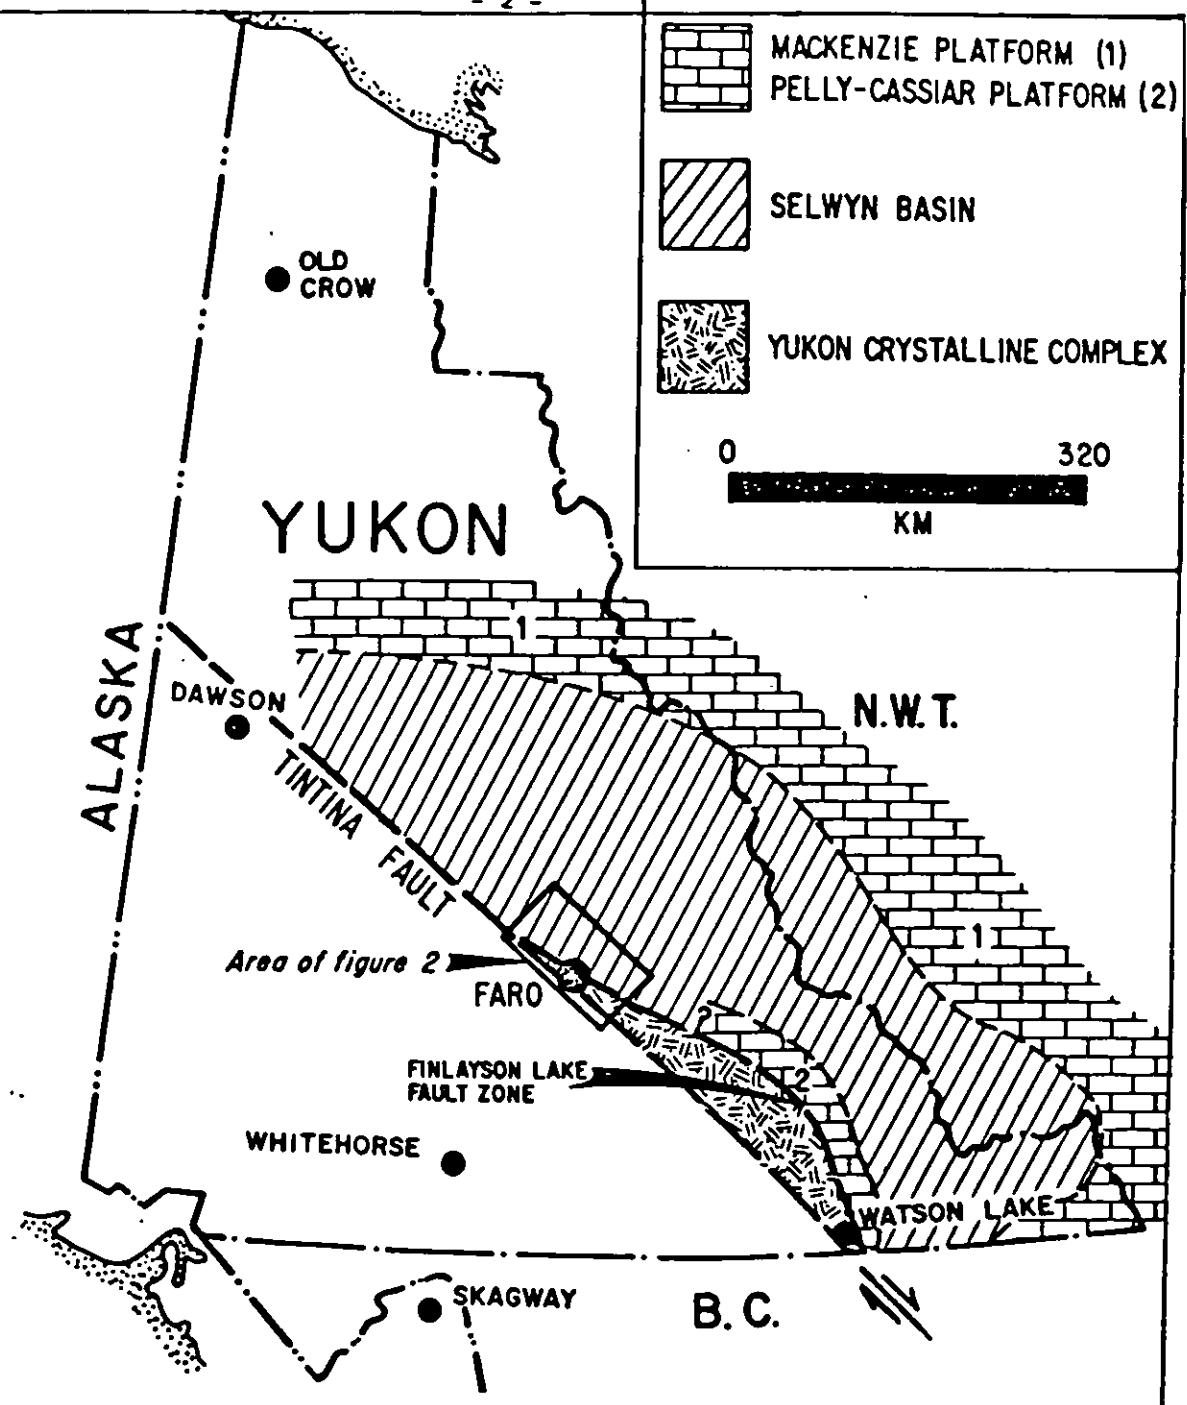 - 2 -
MACKENZIE PLATFORM (1)
PELLY-CASSIAR PLATFORM (2)
SELWYN BASIN
YUKON CRYSTALLINE COMPLEX
0 320
KM
OLD
CROW
YUKON
1
ALASKA
DAWSON
N.W.T.
TINTINA FAULT
1
Area of figure 2
FARO
?
FINLAYSON LAKE
FAULT ZONE
2
WHITEHORSE
WATSON LAKE
SKAGWAY
B.C.